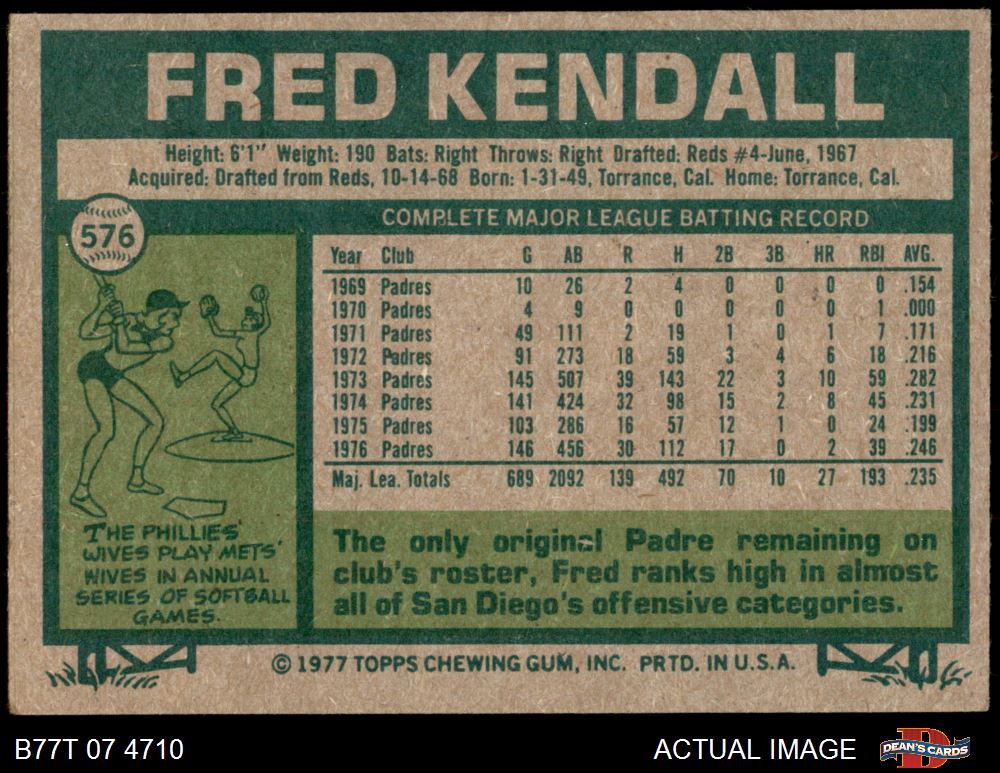 FRED KENDALL
Height: 6'1" Weight: 190 Bats: Right Throws: Right Drafted: Reds #4-June, 1967
Acquired: Drafted from Reds, 10-14-68 Born: 1-31-49, Torrance, Cal. Home: Torrance, Cal.
576
COMPLETE MAJOR LEAGUE BATTING RECORD
Year Club G AB R H 2B 3B HR RBI AVG.
1969 Padres 10 26 2 4 0 0 0 0 .154
1970 Padres 4 9 0 0 0 0 0 1 .000
1971 Padres 49 111 2 19 1 0 1 7 .171
1972 Padres 91 273 18 59 3 4 6 18 .216
1973 Padres 145 507 39 143 22 3 10 59 .282
1974 Padres 141 424 32 98 15 2 8 45 .231
1975 Padres 103 286 16 57 12 1 0 24 .199
1976 Padres 146 456 30 112 17 0 2 39 .246
Maj. Lea. Totals 689 2092 139 492 70 10 27 193 .235
THE PHILLIES'
WIVES PLAY METS'
WIVES IN ANNUAL
SERIES OF SOFTBALL
GAMES.
The only original Padre remaining on
club's roster, Fred ranks high in almost
all of San Diego's offensive categories.
© 1977 TOPPS CHEWING GUM, INC. PRTD. IN U.S.A.
B77T 07 4710
ACTUAL IMAGE
DEAN'S CARDS